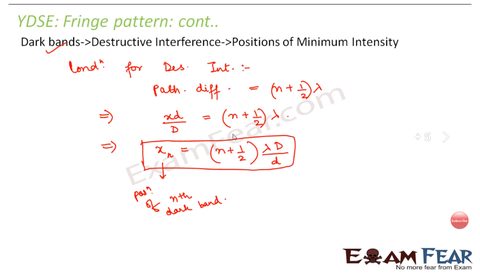 YDSE: Fringe pattern: cont..
Dark bands->Destructive Interference->Positions of Minimum Intensity
Condⁿ for Des. Int. :-
Path. diff. = (n + 1/2) λ
⇒ xd/D = (n + 1/2) λ.
⇒ xₙ = (n + 1/2) λD/d
posⁿ of nth dark band.
ExamFear.com
EXAMFEAR
No more fear from Exam